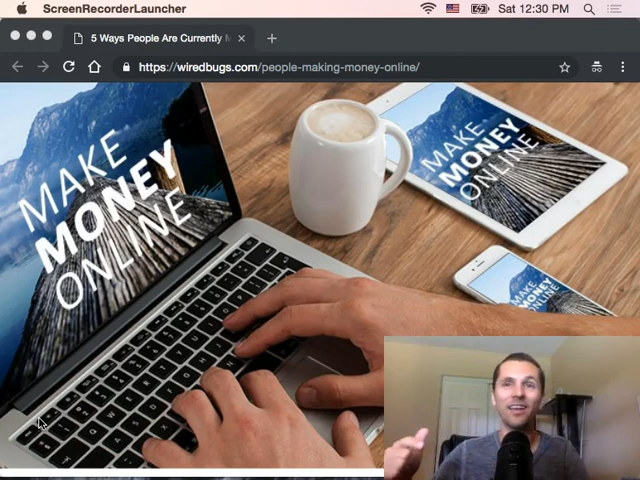 ScreenRecorderLauncher
Sat 12:30 PM
5 Ways People Are Currently M
https://wiredbugs.com/people-making-money-online/
MAKE
MONEY
ONLINE
MAKE
MONEY
ONLINE
MAKE
MONEY
ONLINE